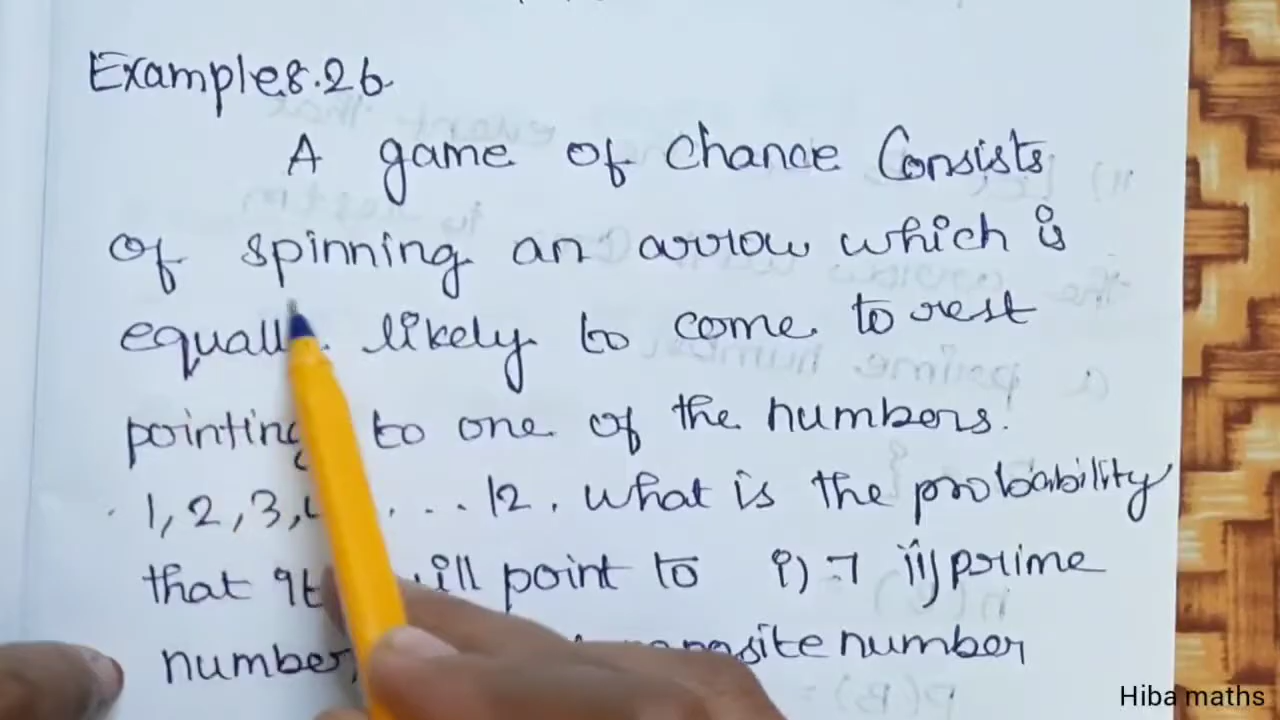 Example 8.26
A game of Chance Consists
of spinning an arrow which is
equall likely to come to rest
pointing to one of the numbers.
1, 2, 3, ... 12. what is the probability
that will point to i) 7 ii) prime
number number
Hiba maths